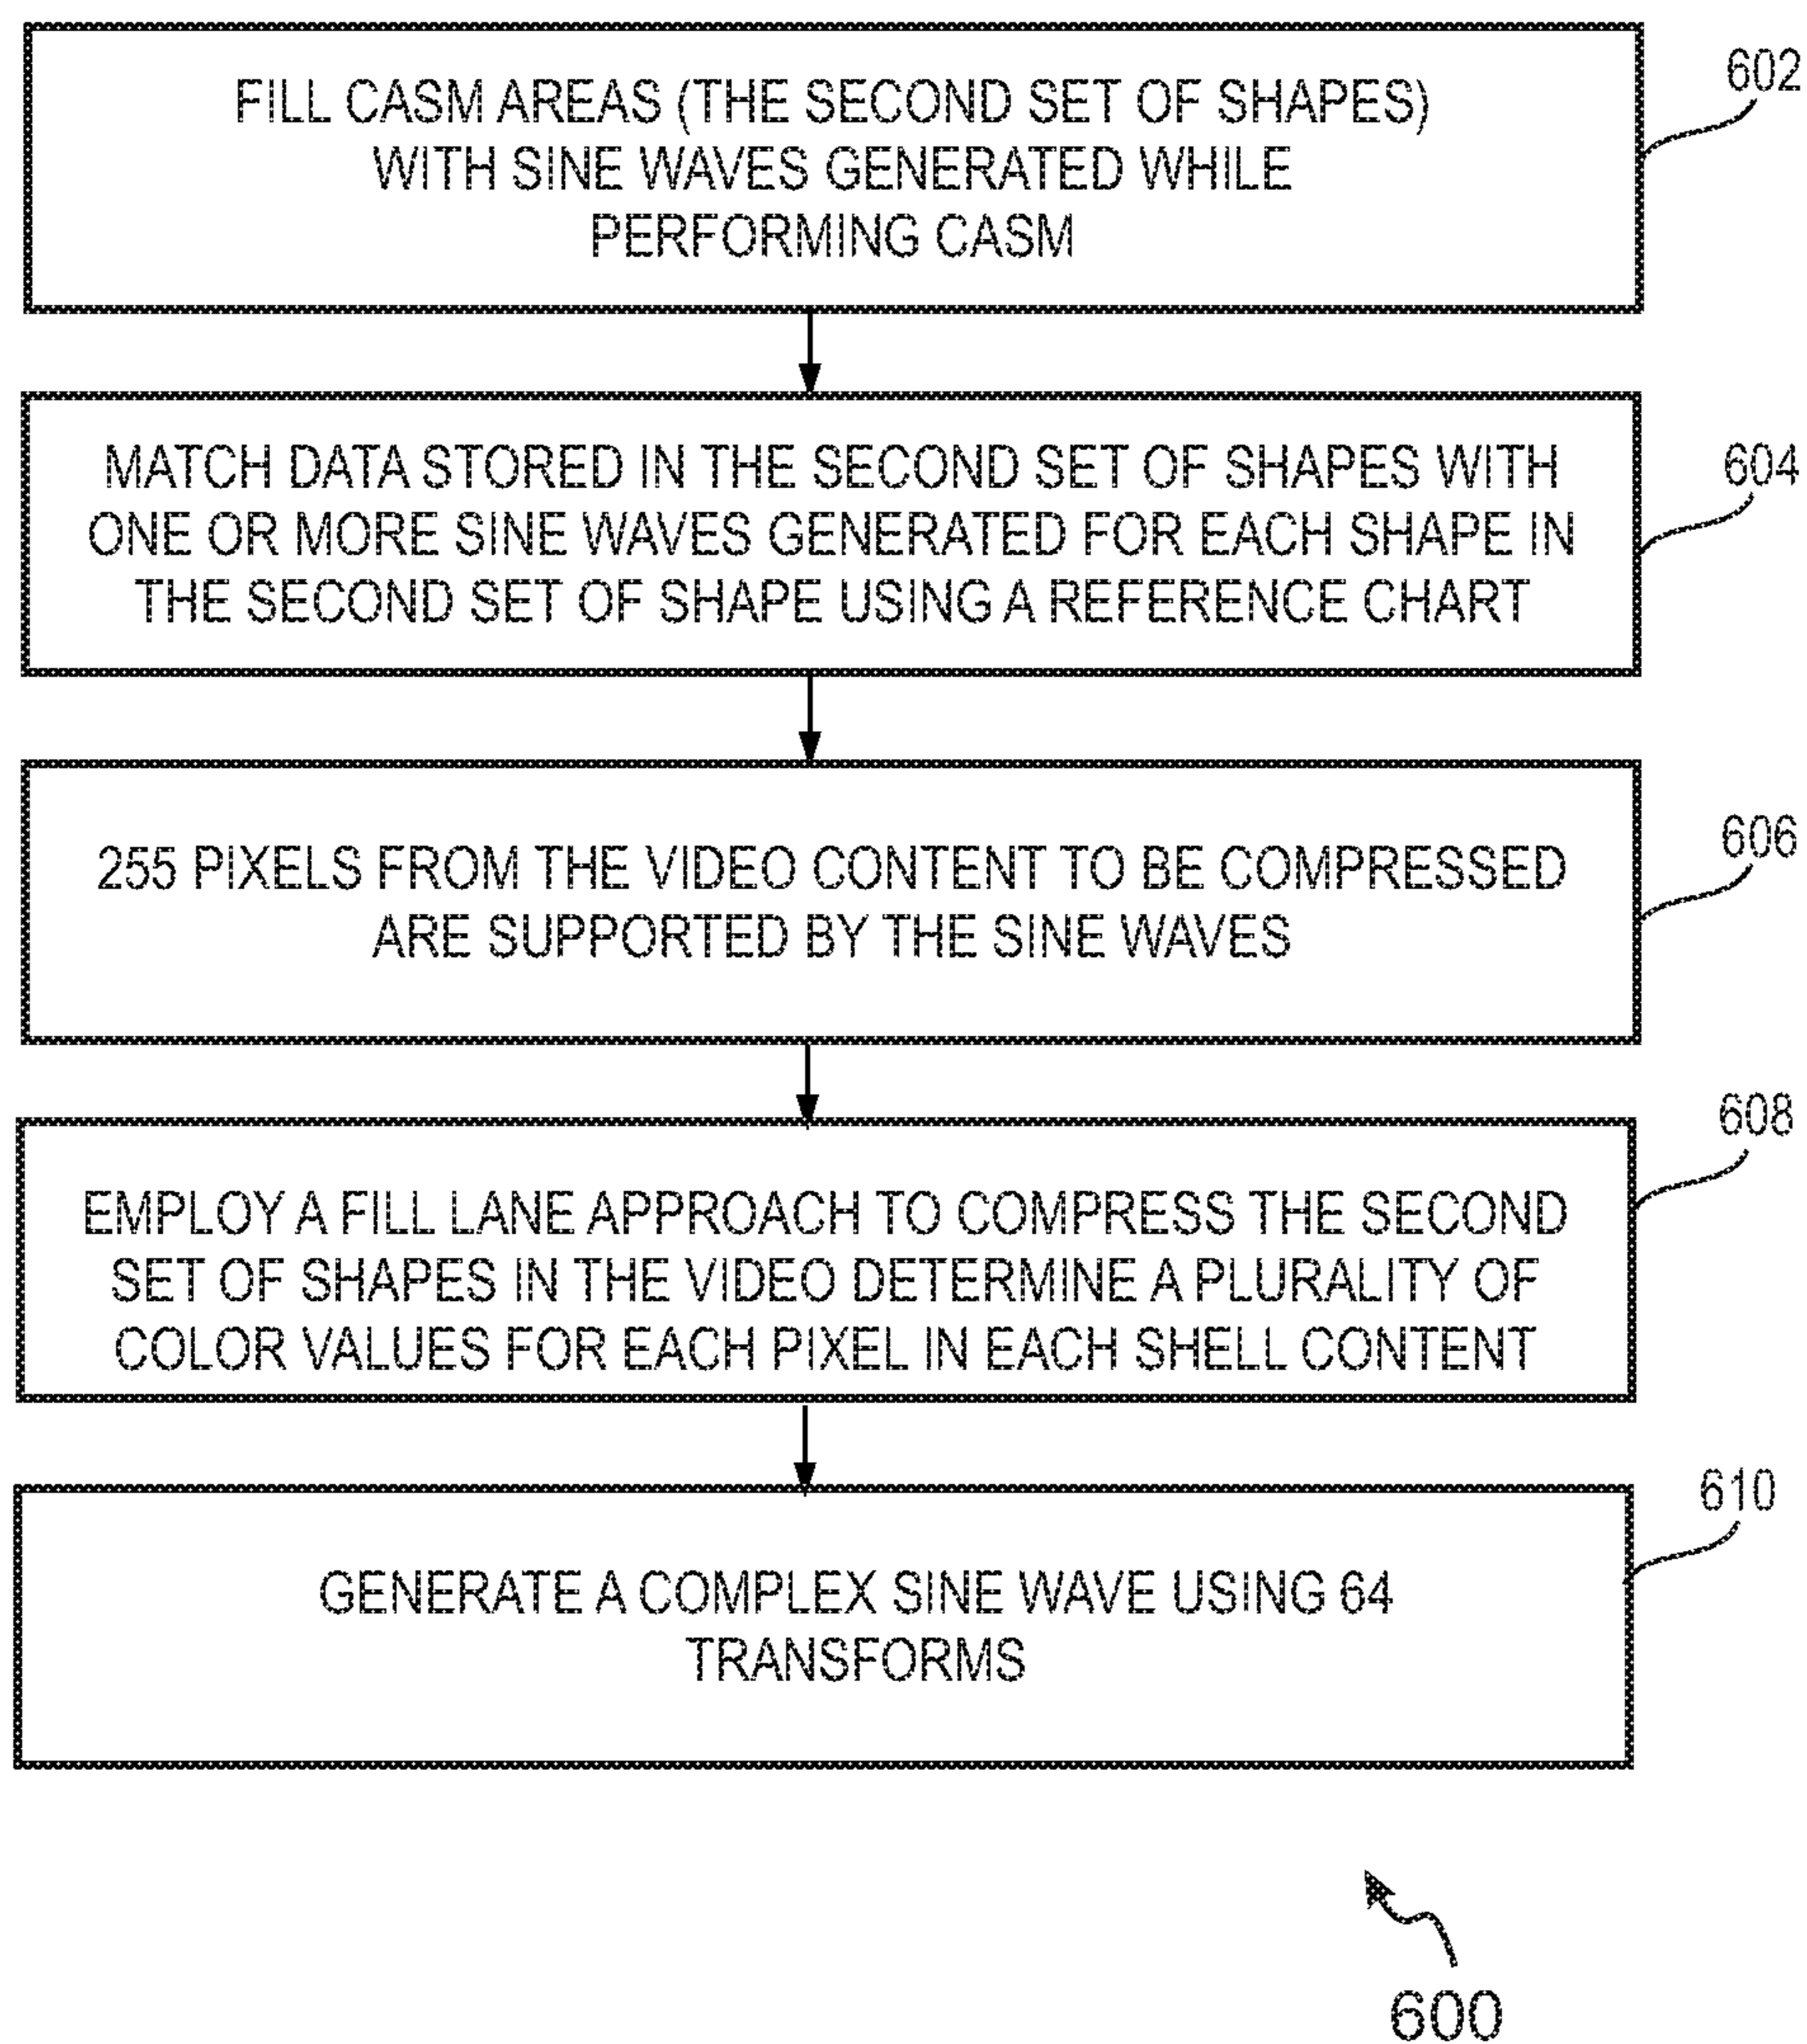 FILL CASM AREAS (THE SECOND SET OF SHAPES)
WITH SINE WAVES GENERATED WHILE
PERFORMING CASM
602
MATCH DATA STORED IN THE SECOND SET OF SHAPES WITH
ONE OR MORE SINE WAVES GENERATED FOR EACH SHAPE IN
THE SECOND SET OF SHAPE USING A REFERENCE CHART
604
255 PIXELS FROM THE VIDEO CONTENT TO BE COMPRESSED
ARE SUPPORTED BY THE SINE WAVES
606
EMPLOY A FILL LANE APPROACH TO COMPRESS THE SECOND
SET OF SHAPES IN THE VIDEO DETERMINE A PLURALITY OF
COLOR VALUES FOR EACH PIXEL IN EACH SHELL CONTENT
608
GENERATE A COMPLEX SINE WAVE USING 64
TRANSFORMS
610
600